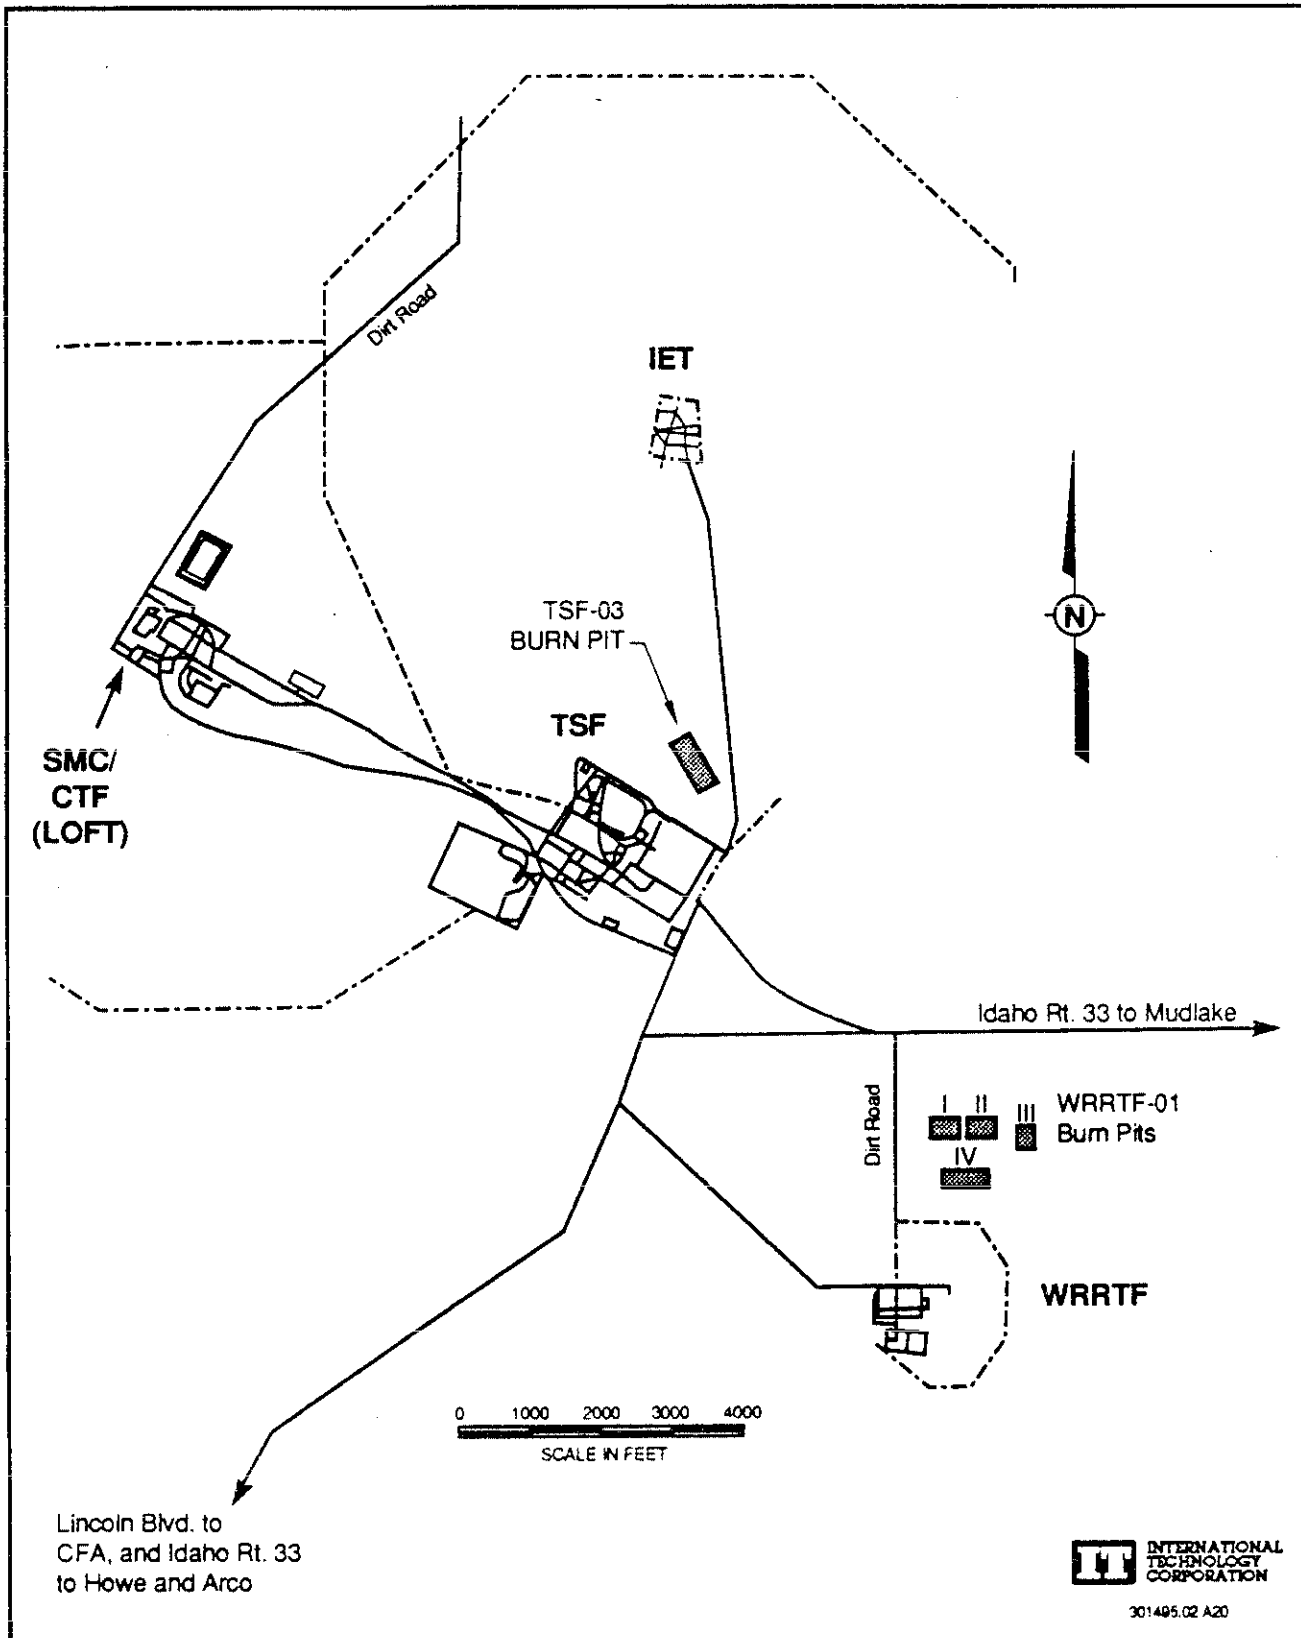 Dirt Road
IET
N
TSF-03
BURN PIT
TSF
SMC/
CTF
(LOFT)
Idaho Rt. 33 to Mudlake
Dirt Road
I II III WRRTF-01
Burn Pits
IV
WRRTF
0 1000 2000 3000 4000
SCALE IN FEET
Lincoln Blvd. to
CFA, and Idaho Rt. 33
to Howe and Arco
IT
INTERNATIONAL
TECHNOLOGY
CORPORATION
301495.02 A20